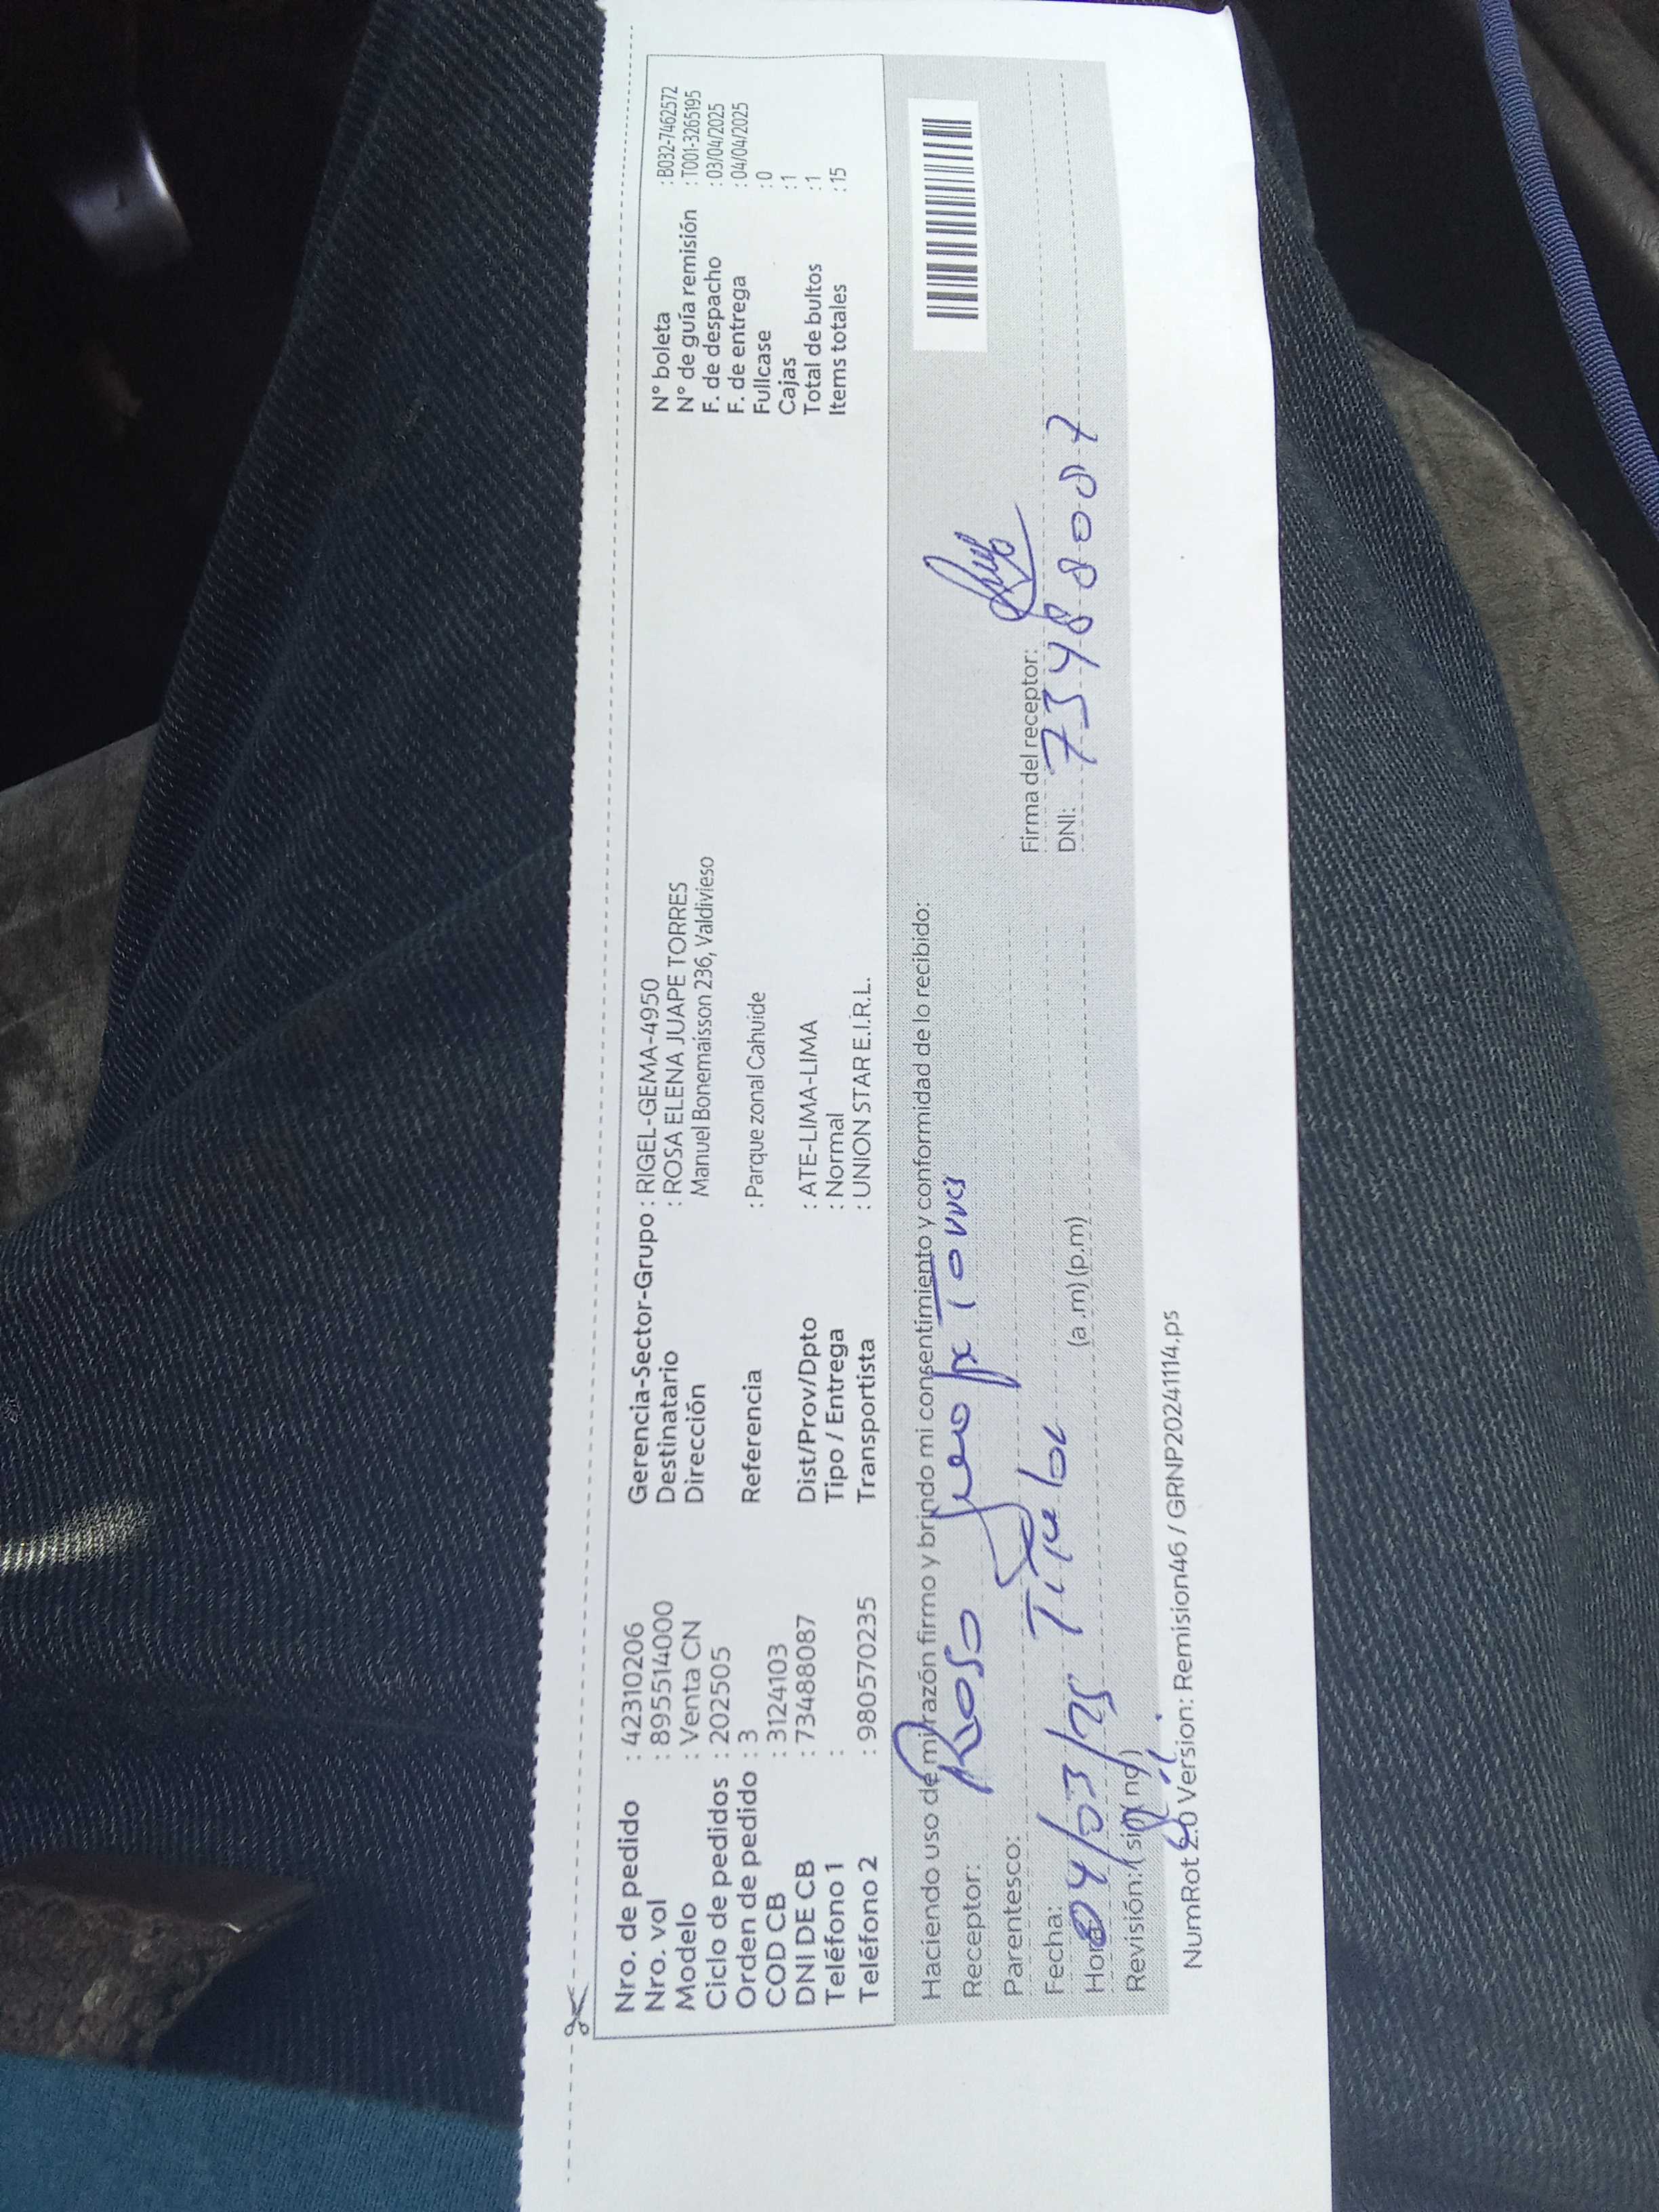 Nro. de pedido : 42310206
Nro. vol : 895514000
Modelo : Venta CN
Ciclo de pedidos : 202505
Orden de pedido : 3
COD CB : 3124103
DNI DE CB : 73488087
Teléfono 1 :
Teléfono 2 : 980570235
Gerencia-Sector-Grupo : RIGEL-GEMA-4950
Destinatario : ROSA ELENA JUAPE TORRES
Dirección Manuel Bonemaisson 236, Valdivieso
Referencia : Parque zonal Cahuide
Dist/Prov/Dpto : ATE-LIMA-LIMA
Tipo / Entrega : Normal
Transportista : UNION STAR E.I.R.L.
N° boleta : B032-7462572
N° de guía remisión : T001-3265195
F. de despacho : 03/04/2025
F. de entrega : 04/04/2025
Fullcase : 0
Cajas : 1
Total de bultos : 1
Items totales : 15
Haciendo uso de mi razón firmo y brindo mi consentimiento y conformidad de lo recibido:
Receptor: Rosa Torres
Parentesco:
Fecha: 04/03/25
Hora: (a.m) (p.m)
Revisión: (si) (no)
Firma del receptor:
DNI: 73488087
NumRot 2.0 Version: Remision46 / GRNP20241114.ps